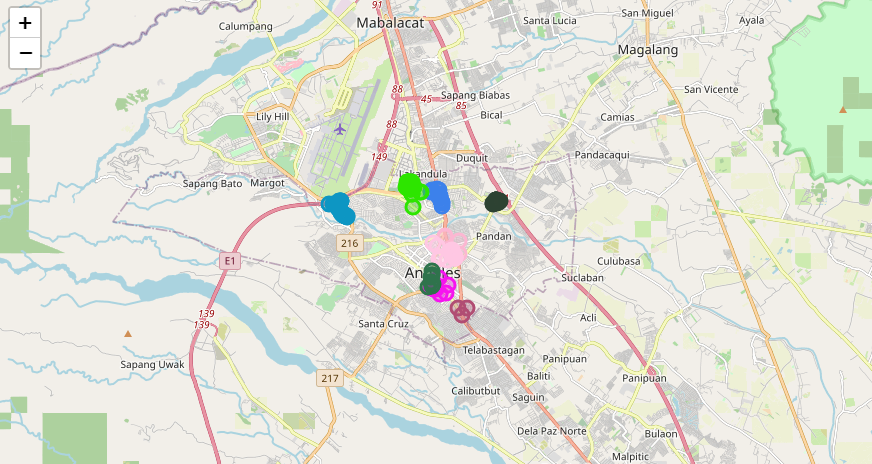 +
−
91
Calumpang
Mabalacat
Santa Lucia
San Miguel
Ayala
Magalang
88
45
Sapang Biabas
85
San Vicente
Lily Hill
88
Bical
Camias
149
Duquit
Pandacaqui
Sapang Bato
Margot
216
Pandan
E1
Culubasa
Suclaban
139
139
Santa Cruz
Acli
Telabastagan
Sapang Uwak
Panipuan
217
Baliti
Panipuan
Calibutbut
Saguin
Dela Paz Norte
Bulaon
Malpitic